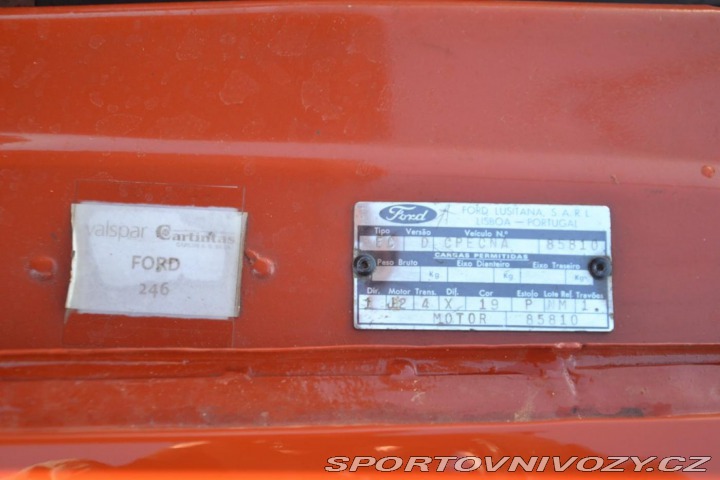 valspar Cartintas
FORD
246
Ford FORD LUSITANA, S.A.R.L.
LISBOA — PORTUGAL
Tipo Versão Veículo N.º
D CPECNA 85810
CARGAS PERMITIDAS
Peso Bruto Eixo Dianteiro Eixo Traseiro
Kg Kg Kgs
Dir. Motor Trans. Dif. Cor Estofo Lote Ref. Travões
4 X 19 P M 1.
MOTOR 85810
SPORTOVNIVOZY.CZ